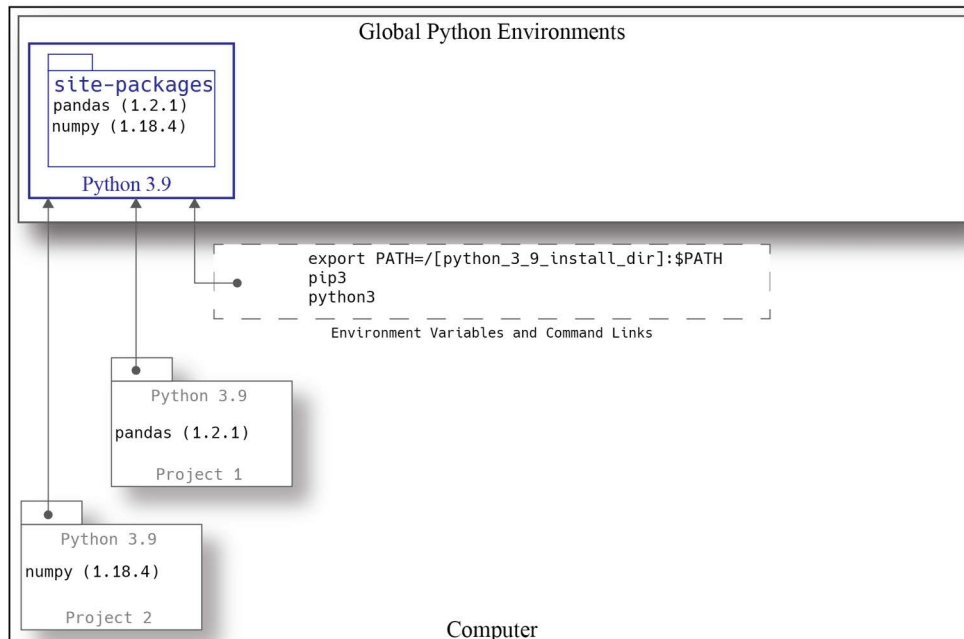 Global Python Environments
site-packages
pandas (1.2.1)
numpy (1.18.4)
Python 3.9
export PATH=/[python_3_9_install_dir]:$PATH
pip3
python3
Environment Variables and Command Links
Python 3.9
pandas (1.2.1)
Project 1
Python 3.9
numpy (1.18.4)
Project 2
Computer